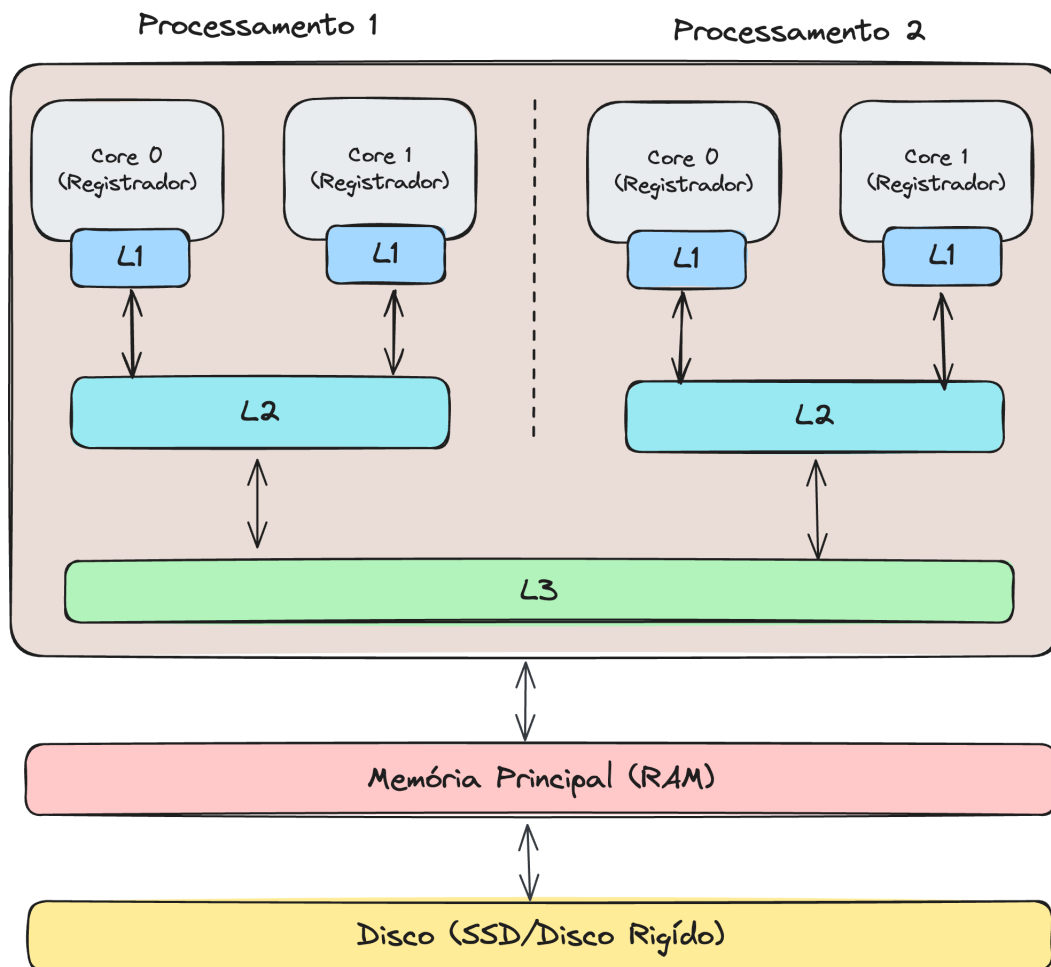 Processamento 1
Processamento 2
Core 0
(Registrador)
Core 1
(Registrador)
Core 0
(Registrador)
Core 1
(Registrador)
L1
L1
L1
L1
L2
L2
L3
Memória Principal (RAM)
Disco (SSD/Disco Rigído)